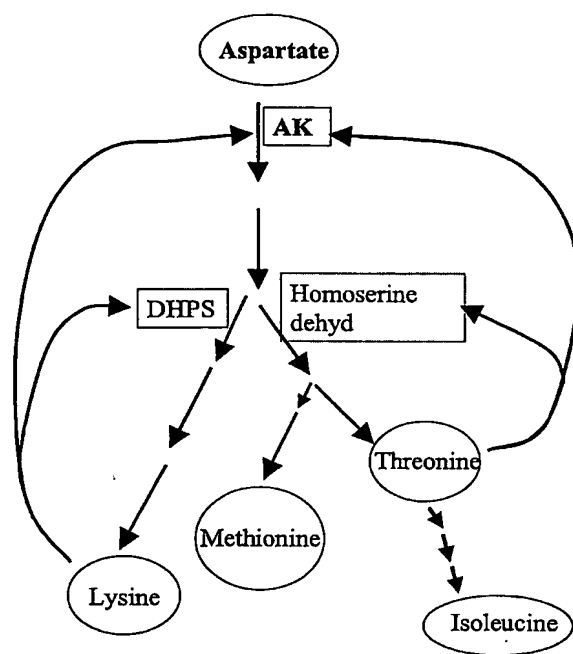 Aspartate
AK
DHPS
Homoserine
dehyd
Threonine
Methionine
Lysine
Isoleucine